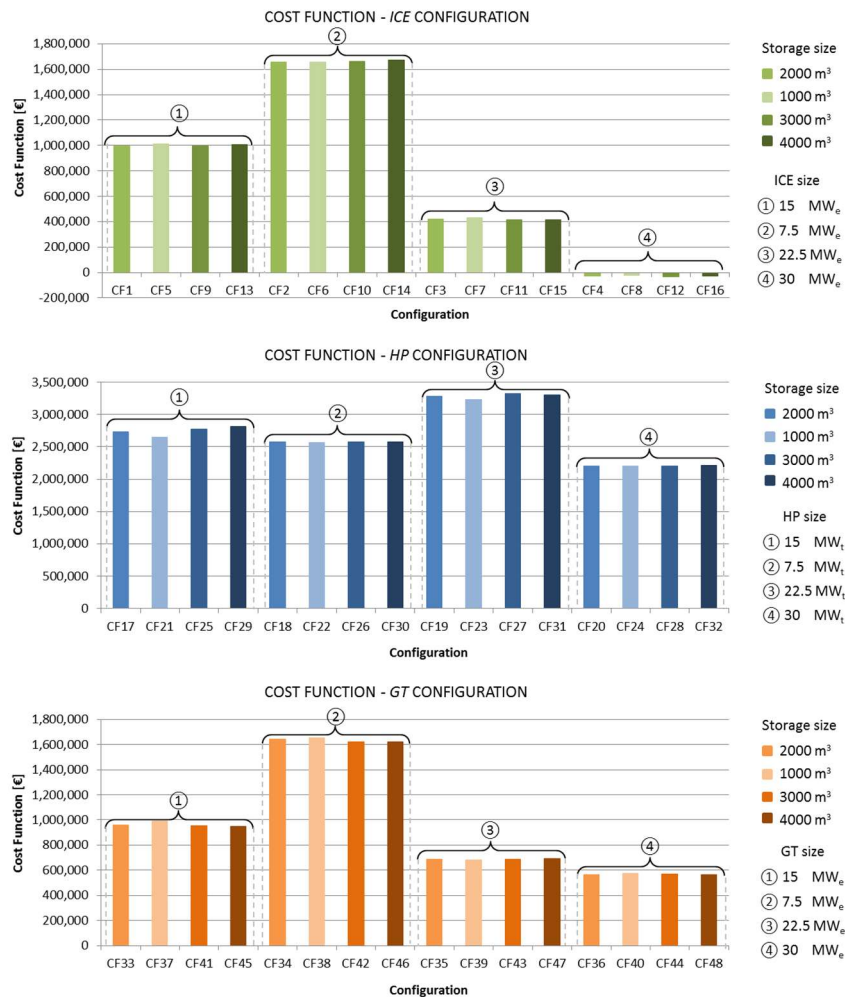 COST FUNCTION - ICE CONFIGURATION
Cost Function [€]
1,800,000
1,600,000
1,400,000
1,200,000
1,000,000
800,000
600,000
400,000
200,000
0
-200,000
①
②
③
④
CF1 CF5 CF9 CF13 CF2 CF6 CF10 CF14 CF3 CF7 CF11 CF15 CF4 CF8 CF12 CF16
Configuration
Storage size
2000 m³
1000 m³
3000 m³
4000 m³
ICE size
① 15 MWₑ
② 7.5 MWₑ
③ 22.5 MWₑ
④ 30 MWₑ
COST FUNCTION - HP CONFIGURATION
Cost Function [€]
3,500,000
3,000,000
2,500,000
2,000,000
1,500,000
1,000,000
500,000
0
①
②
③
④
CF17 CF21 CF25 CF29 CF18 CF22 CF26 CF30 CF19 CF23 CF27 CF31 CF20 CF24 CF28 CF32
Configuration
Storage size
2000 m³
1000 m³
3000 m³
4000 m³
HP size
① 15 MWₜ
② 7.5 MWₜ
③ 22.5 MWₜ
④ 30 MWₜ
COST FUNCTION - GT CONFIGURATION
Cost Function [€]
1,800,000
1,600,000
1,400,000
1,200,000
1,000,000
800,000
600,000
400,000
200,000
0
①
②
③
④
CF33 CF37 CF41 CF45 CF34 CF38 CF42 CF46 CF35 CF39 CF43 CF47 CF36 CF40 CF44 CF48
Configuration
Storage size
2000 m³
1000 m³
3000 m³
4000 m³
GT size
① 15 MWₑ
② 7.5 MWₑ
③ 22.5 MWₑ
④ 30 MWₑ